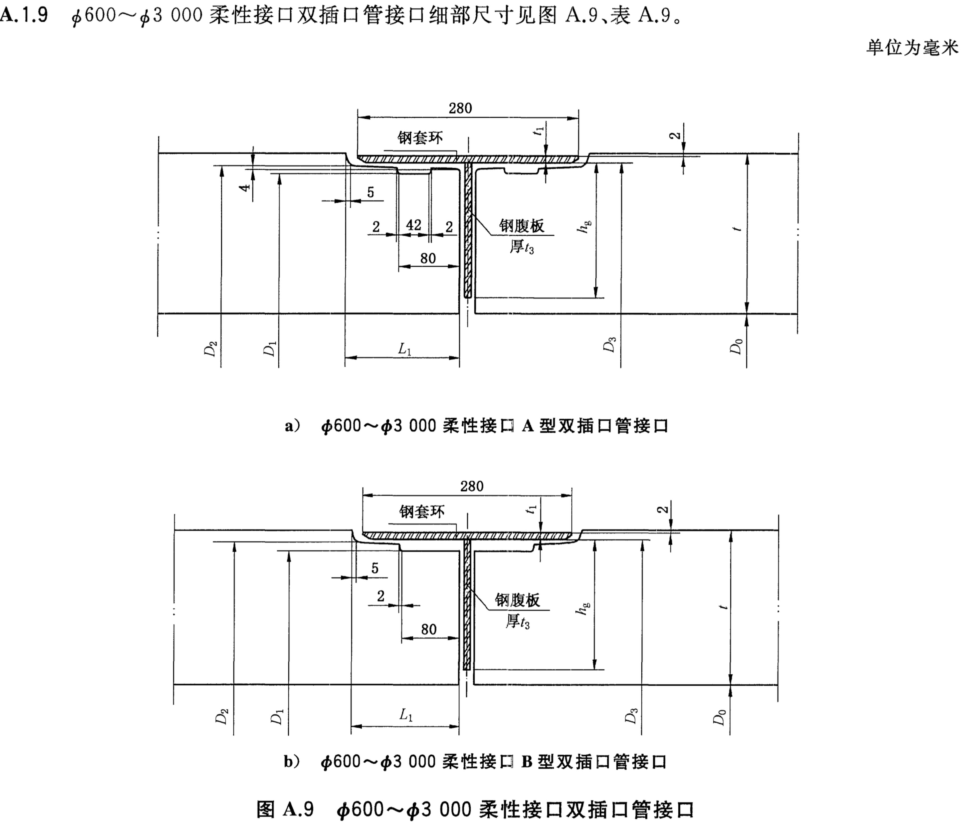 A.1.9 ϕ600～ϕ3 000 柔性接口双插口管接口细部尺寸见图 A.9、表 A.9。
单位为毫米
280
钢套环
t₁
2
4
5
2
42
2
80
钢腹板
厚t₃
hg
t
D₂
D₁
L₁
D₃
D₀
a) ϕ600～ϕ3 000 柔性接口 A 型双插口管接口
280
钢套环
t₁
2
5
2
80
钢腹板
厚t₃
hg
t
D₂
D₁
L₁
D₃
D₀
b) ϕ600～ϕ3 000 柔性接口 B 型双插口管接口
图 A.9 ϕ600～ϕ3 000 柔性接口双插口管接口